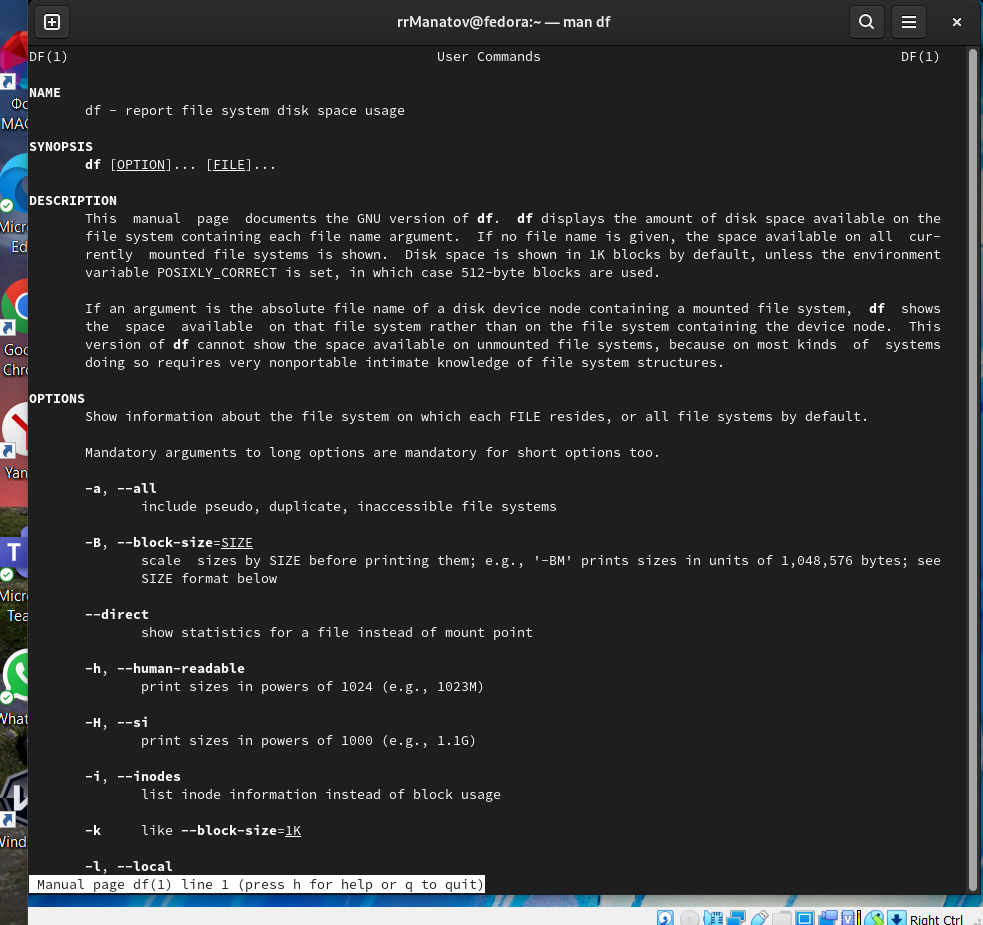 rrManatov@fedora:~ — man df
DF(1) User Commands DF(1)
NAME
df - report file system disk space usage
SYNOPSIS
df [OPTION]... [FILE]...
DESCRIPTION
This manual page documents the GNU version of df. df displays the amount of disk space available on the
file system containing each file name argument. If no file name is given, the space available on all cur-
rently mounted file systems is shown. Disk space is shown in 1K blocks by default, unless the environment
variable POSIXLY_CORRECT is set, in which case 512-byte blocks are used.
If an argument is the absolute file name of a disk device node containing a mounted file system, df shows
the space available on that file system rather than on the file system containing the device node. This
version of df cannot show the space available on unmounted file systems, because on most kinds of systems
doing so requires very nonportable intimate knowledge of file system structures.
OPTIONS
Show information about the file system on which each FILE resides, or all file systems by default.
Mandatory arguments to long options are mandatory for short options too.
-a, --all
include pseudo, duplicate, inaccessible file systems
-B, --block-size=SIZE
scale sizes by SIZE before printing them; e.g., '-BM' prints sizes in units of 1,048,576 bytes; see
SIZE format below
--direct
show statistics for a file instead of mount point
-h, --human-readable
print sizes in powers of 1024 (e.g., 1023M)
-H, --si
print sizes in powers of 1000 (e.g., 1.1G)
-i, --inodes
list inode information instead of block usage
-k like --block-size=1K
-l, --local
Manual page df(1) line 1 (press h for help or q to quit)
Right Ctrl